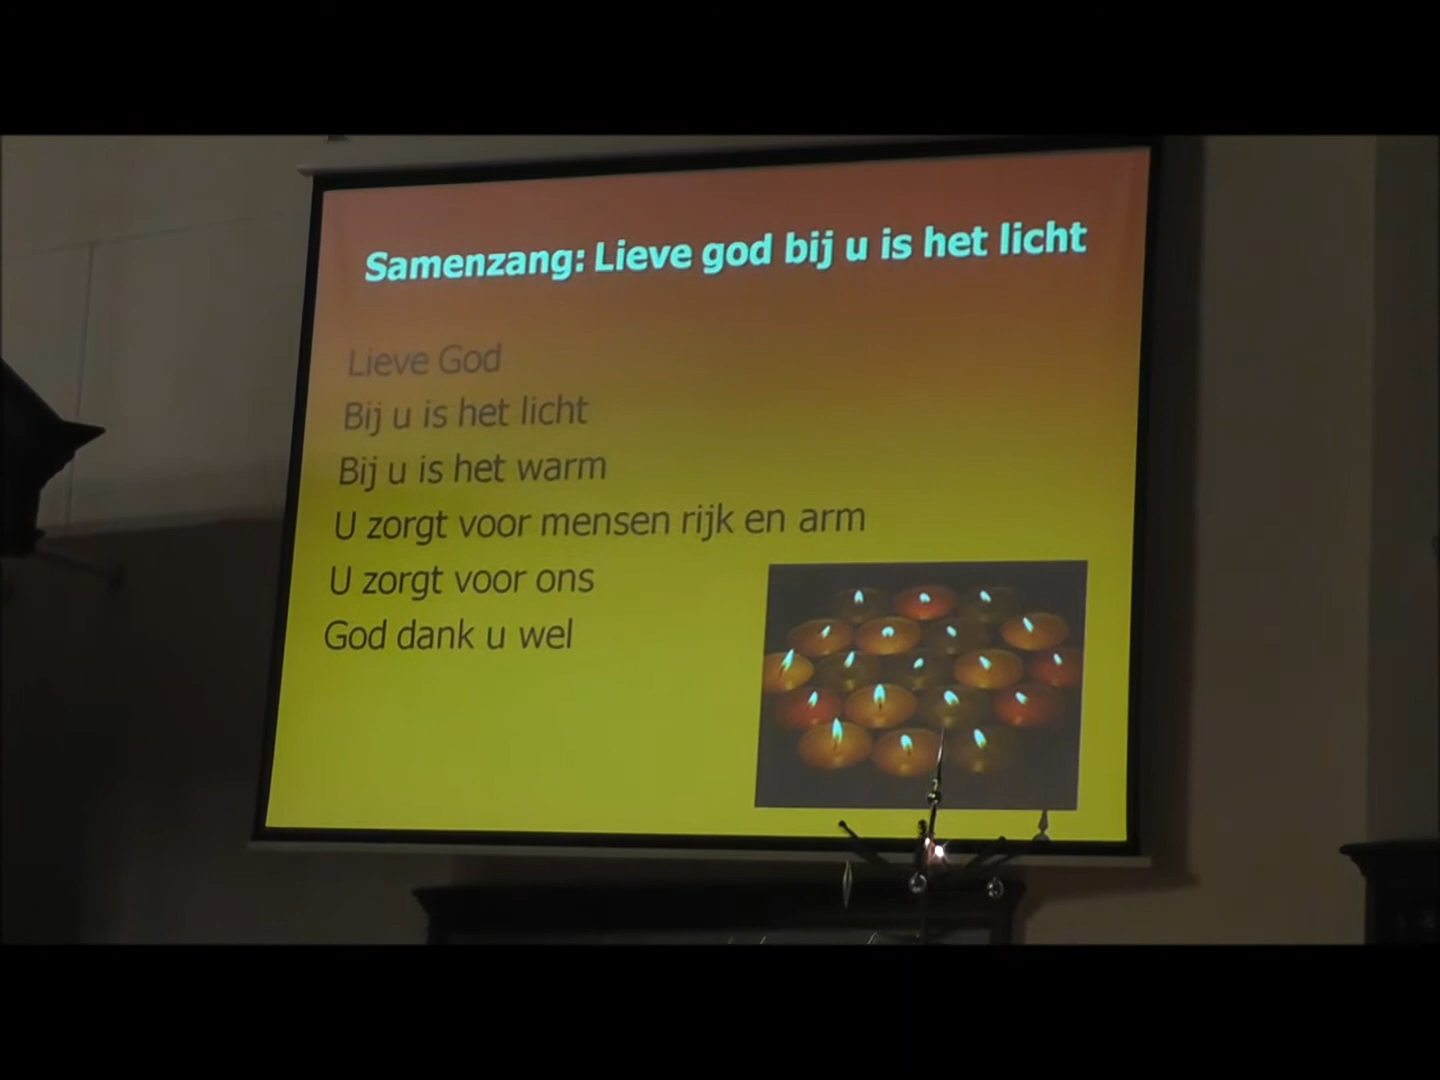 Samenzang: Lieve god bij u is het licht
Lieve God
Bij u is het licht
Bij u is het warm
U zorgt voor mensen rijk en arm
U zorgt voor ons
God dank u wel